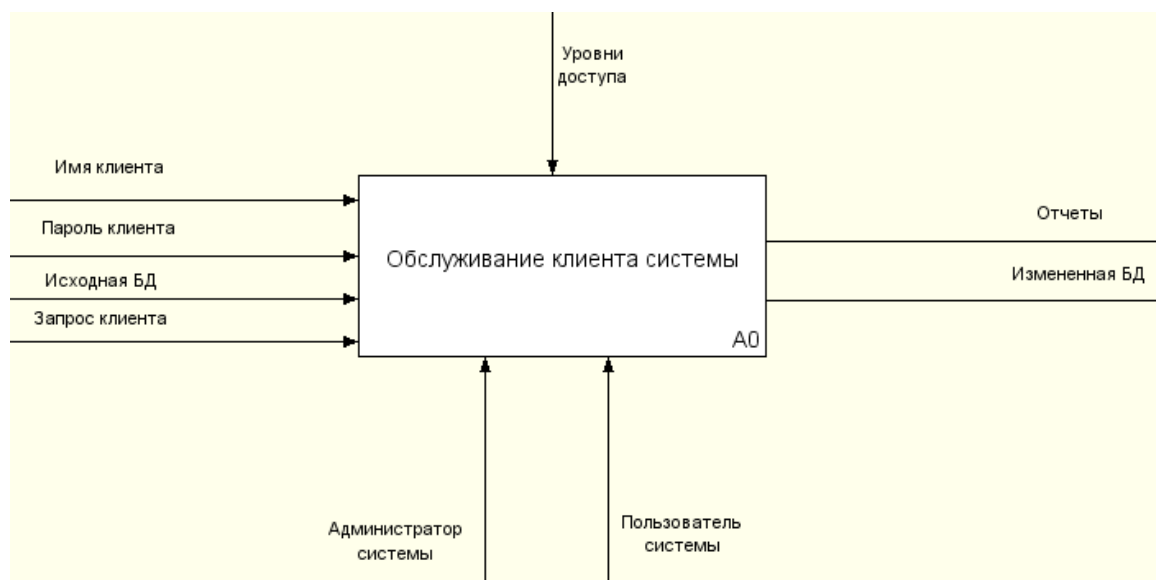 Уровни
доступа
Имя клиента
Пароль клиента
Исходная БД
Запрос клиента
Обслуживание клиента системы
A0
Отчеты
Измененная БД
Администратор
системы
Пользователь
системы